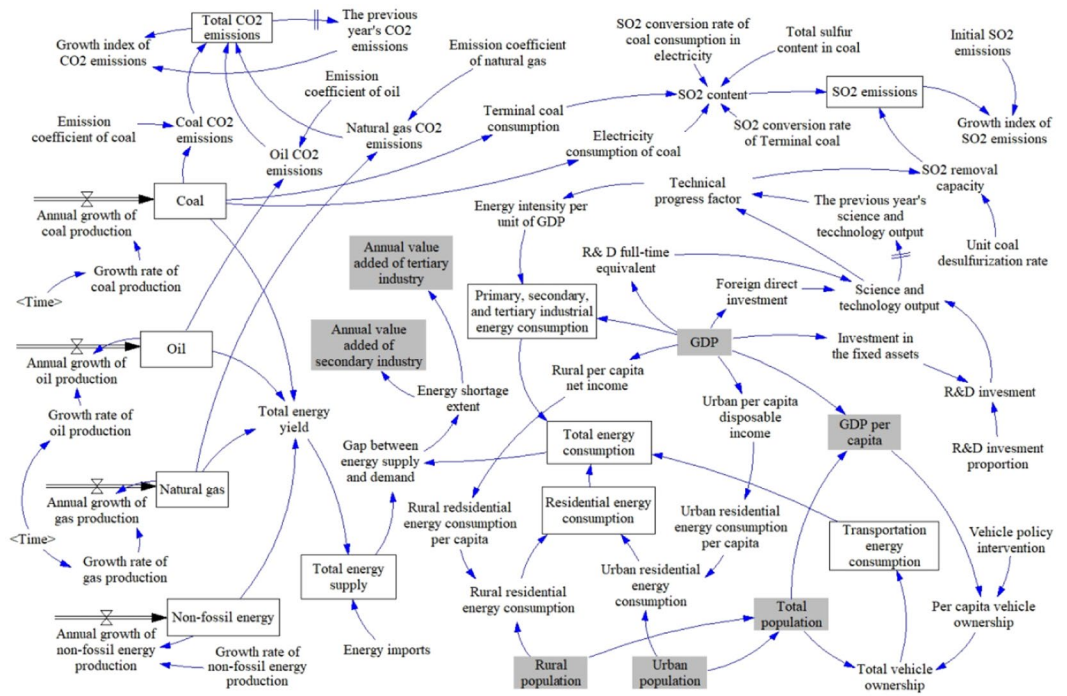 Total CO2
emissions
The previous
year's CO2
emissions
Growth index of
CO2 emissions
Emission coefficient
of natural gas
SO2 conversion rate of
coal consumption in
electricity
Total sulfur
content in coal
Initial SO2
emissions
Emission
coefficient of oil
SO2 content
SO2 emissions
Emission
coefficient of coal
Coal CO2
emissions
Natural gas CO2
emissions
Terminal coal
consumption
Electricity
consumption of coal
SO2 conversion rate
of Terminal coal
Growth index of
SO2 emissions
Oil CO2
emissions
Coal
Annual growth of
coal production
Energy intensity per
unit of GDP
Technical
progress factor
SO2 removal
capacity
The previous year's
science and
tecchnology output
Unit coal
desulfurization rate
Growth rate of
coal production
<Time>
Annual value
added of tertiary
industry
R& D full-time
equivalent
Foreign direct
investment
Science and
technology output
Primary, secondary,
and tertiary industrial
energy consumption
Oil
Annual growth of
oil production
Annual value
added of
secondary industry
GDP
Investment
in the fixed assets
Growth rate of
oil production
Total energy
yield
Energy shortage
extent
Rural per capita
net income
Urban per capita
disposable
income
GDP per
capita
R&D invesment
R&D invesment
proportion
Gap between
energy supply
and demand
Total energy
consumption
Natural gas
Annual growth of
gas production
<Time>
Growth rate of
gas production
Rural redsidential
energy consumption
per capita
Residential energy
consumption
Urban residential
energy consumption
per capita
Transportation
energy
consumption
Vehicle policy
intervention
Total energy
supply
Rural residential
energy consumption
Urban residential
energy
consumption
Total
population
Per capita vehicle
ownership
Non-fossil energy
Annual growth of
non-fossil energy
production
Growth rate of
non-fossil energy
production
Energy imports
Rural
population
Urban
population
Total vehicle
ownership